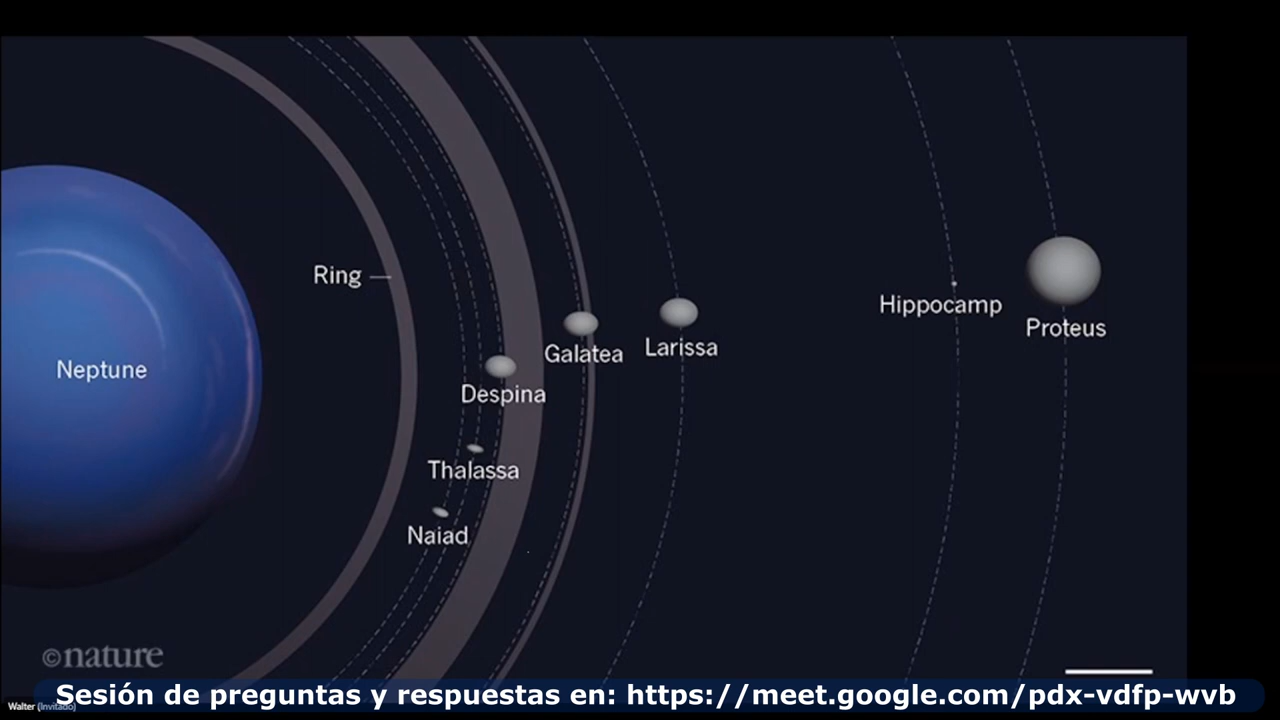 Ring
Neptune
Hippocamp
Proteus
Larissa
Galatea
Despina
Thalassa
Naiad
©nature
Sesión de preguntas y respuestas en: https://meet.google.com/pdx-vdfp-wvb
Walter (Invitado)